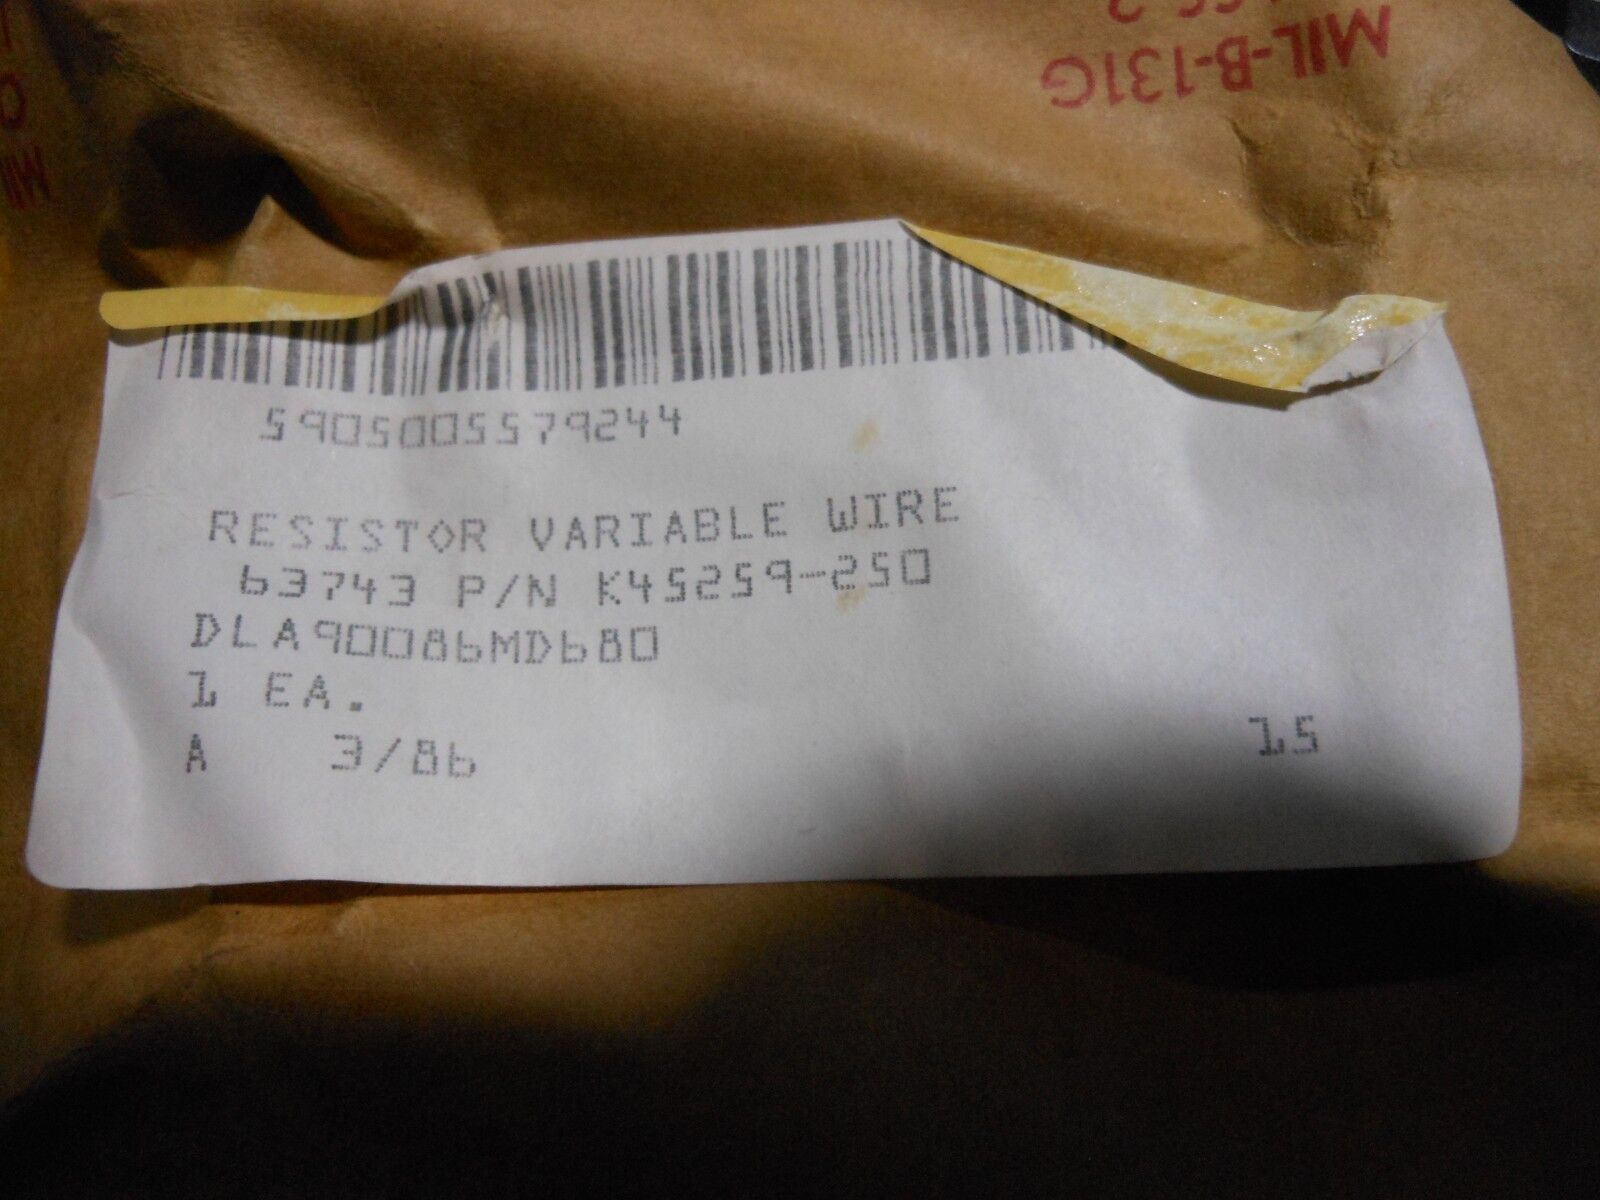 MIL-B-131G
5905005579244
RESISTOR VARIABLE WIRE
63743 P/N K45259-250
DLA90086MD680
1 EA.
A 3/86 15